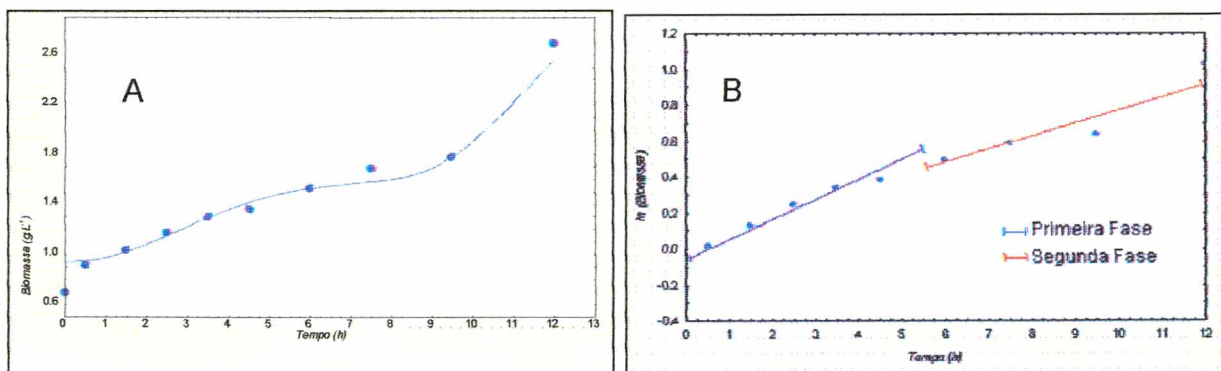 A
2.6
2.2
1.8
1.4
1.0
0.6
Biomassa (g.L⁻¹)
0 1 2 3 4 5 6 7 8 9 10 11 12 13
Tempo (h)
B
1.2
1.0
0.8
0.6
0.4
0.2
0.0
-0.2
-0.4
ln (Biomassa)
Primeira Fase
Segunda Fase
0 1 2 3 4 5 6 7 8 9 10 11 12
Tempo (h)